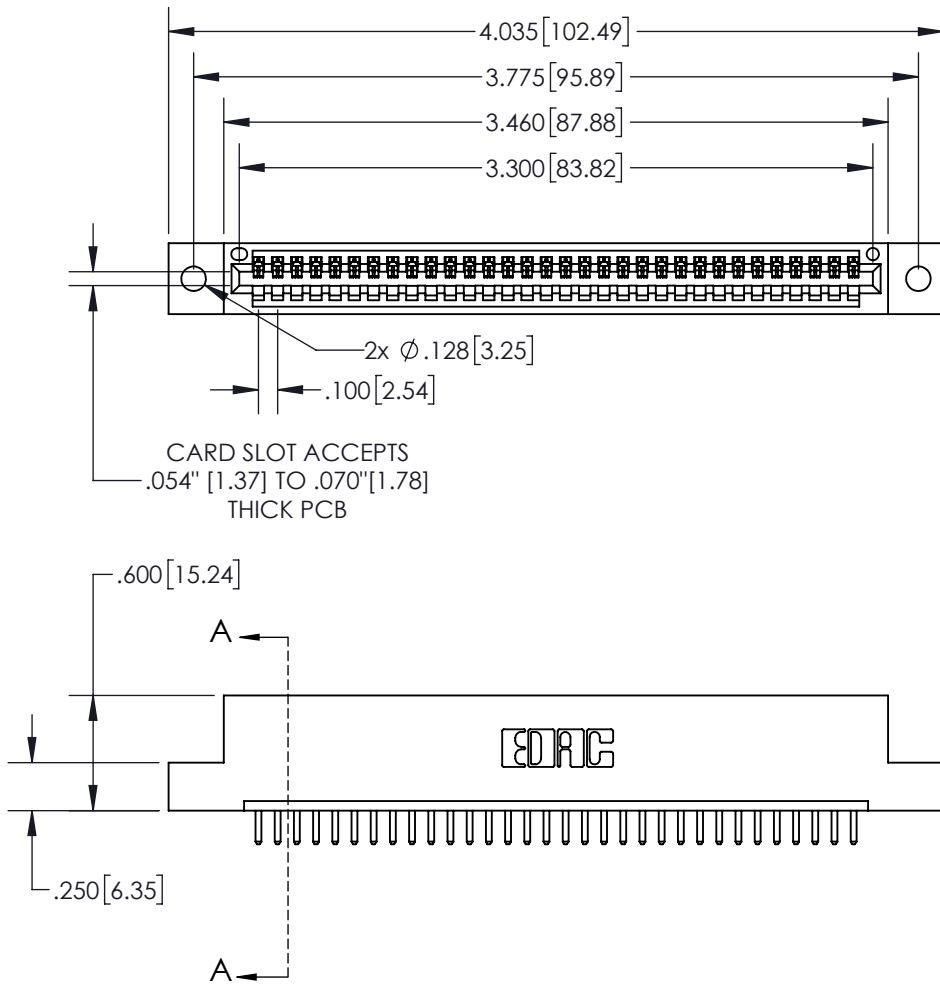 4.035[102.49]
3.775[95.89]
3.460[87.88]
3.300[83.82]
2x Ø.128[3.25]
.100[2.54]
CARD SLOT ACCEPTS
.054" [1.37] TO .070"[1.78]
THICK PCB
.600[15.24]
A
EDAC
.250[6.35]
A